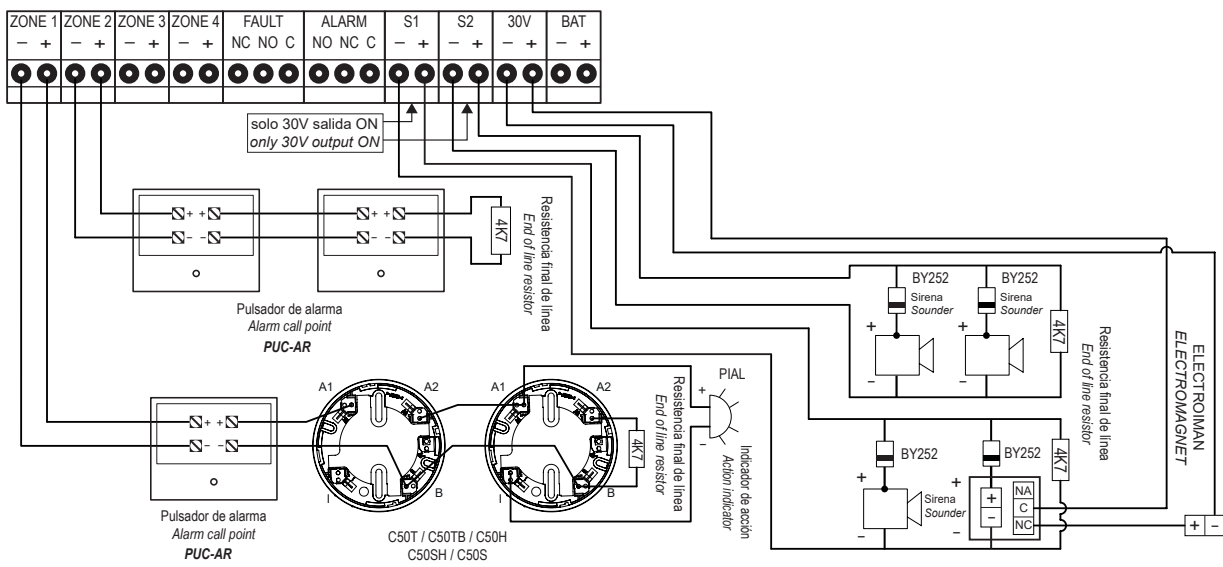 ZONE 1 ZONE 2 ZONE 3 ZONE 4 FAULT ALARM S1 S2 30V BAT
− + − + − + − + NC NO C NO NC C − + − + − + − +
solo 30V salida ON
only 30V output ON
+ +
− −
+ +
− −
4K7
Resistencia final de línea
End of line resistor
Pulsador de alarma
Alarm call point
PUC-AR
BY252
Sirena
Sounder
+
−
BY252
Sirena
Sounder
+
−
4K7
Resistencia final de línea
End of line resistor
ELECTROIMAN
ELECTROMAGNET
A1 A2
A1 A2
+ +
− −
I B
I B
4K7
Resistencia final de línea
End of line resistor
PIAL
+
−
Indicador de acción
Action indicator
Pulsador de alarma
Alarm call point
PUC-AR
C50T / C50TB / C50H
C50SH / C50S
BY252
+
−
Sirena
Sounder
BY252
+
−
+
−
NA
C
NC
4K7
+ −